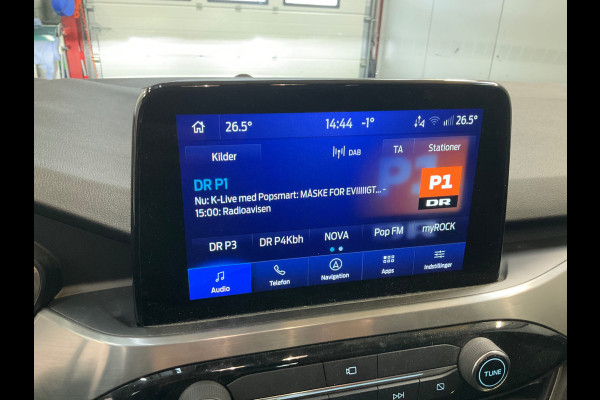 26.5° 14:44 -1° 4 26.5°
Kilder DAB TA Stationer
DR P1
Nu: K-Live med Popsmart: MÅSKE FOR EVIIIIIGT... -
15:00: Radioavisen
P1
P1
DR
DR P3 DR P4Kbh NOVA Pop FM myROCK
Audio Telefon Navigation Apps Indstillinger
TUNE